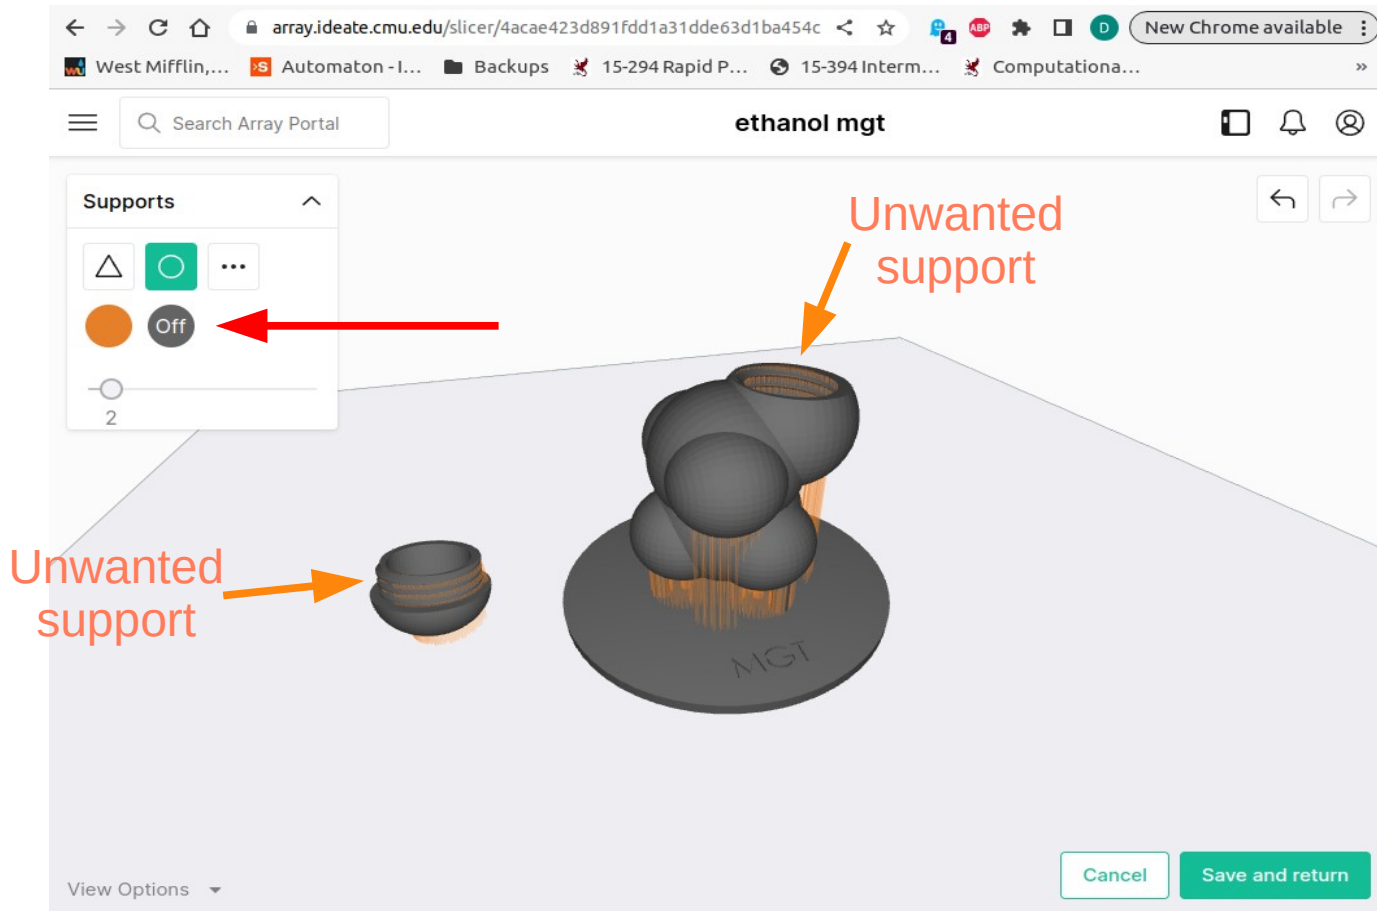 array.ideate.cmu.edu/slicer/4acae423d891fdd1a31dde63d1ba454c
4
ABP
D
New Chrome available
West Mifflin,...
Automaton - I...
Backups
15-294 Rapid P...
15-394 Interm...
Computationa...
»
Search Array Portal
ethanol mgt
Supports
Off
2
Unwanted
support
Unwanted
support
MGT
View Options
Cancel
Save and return